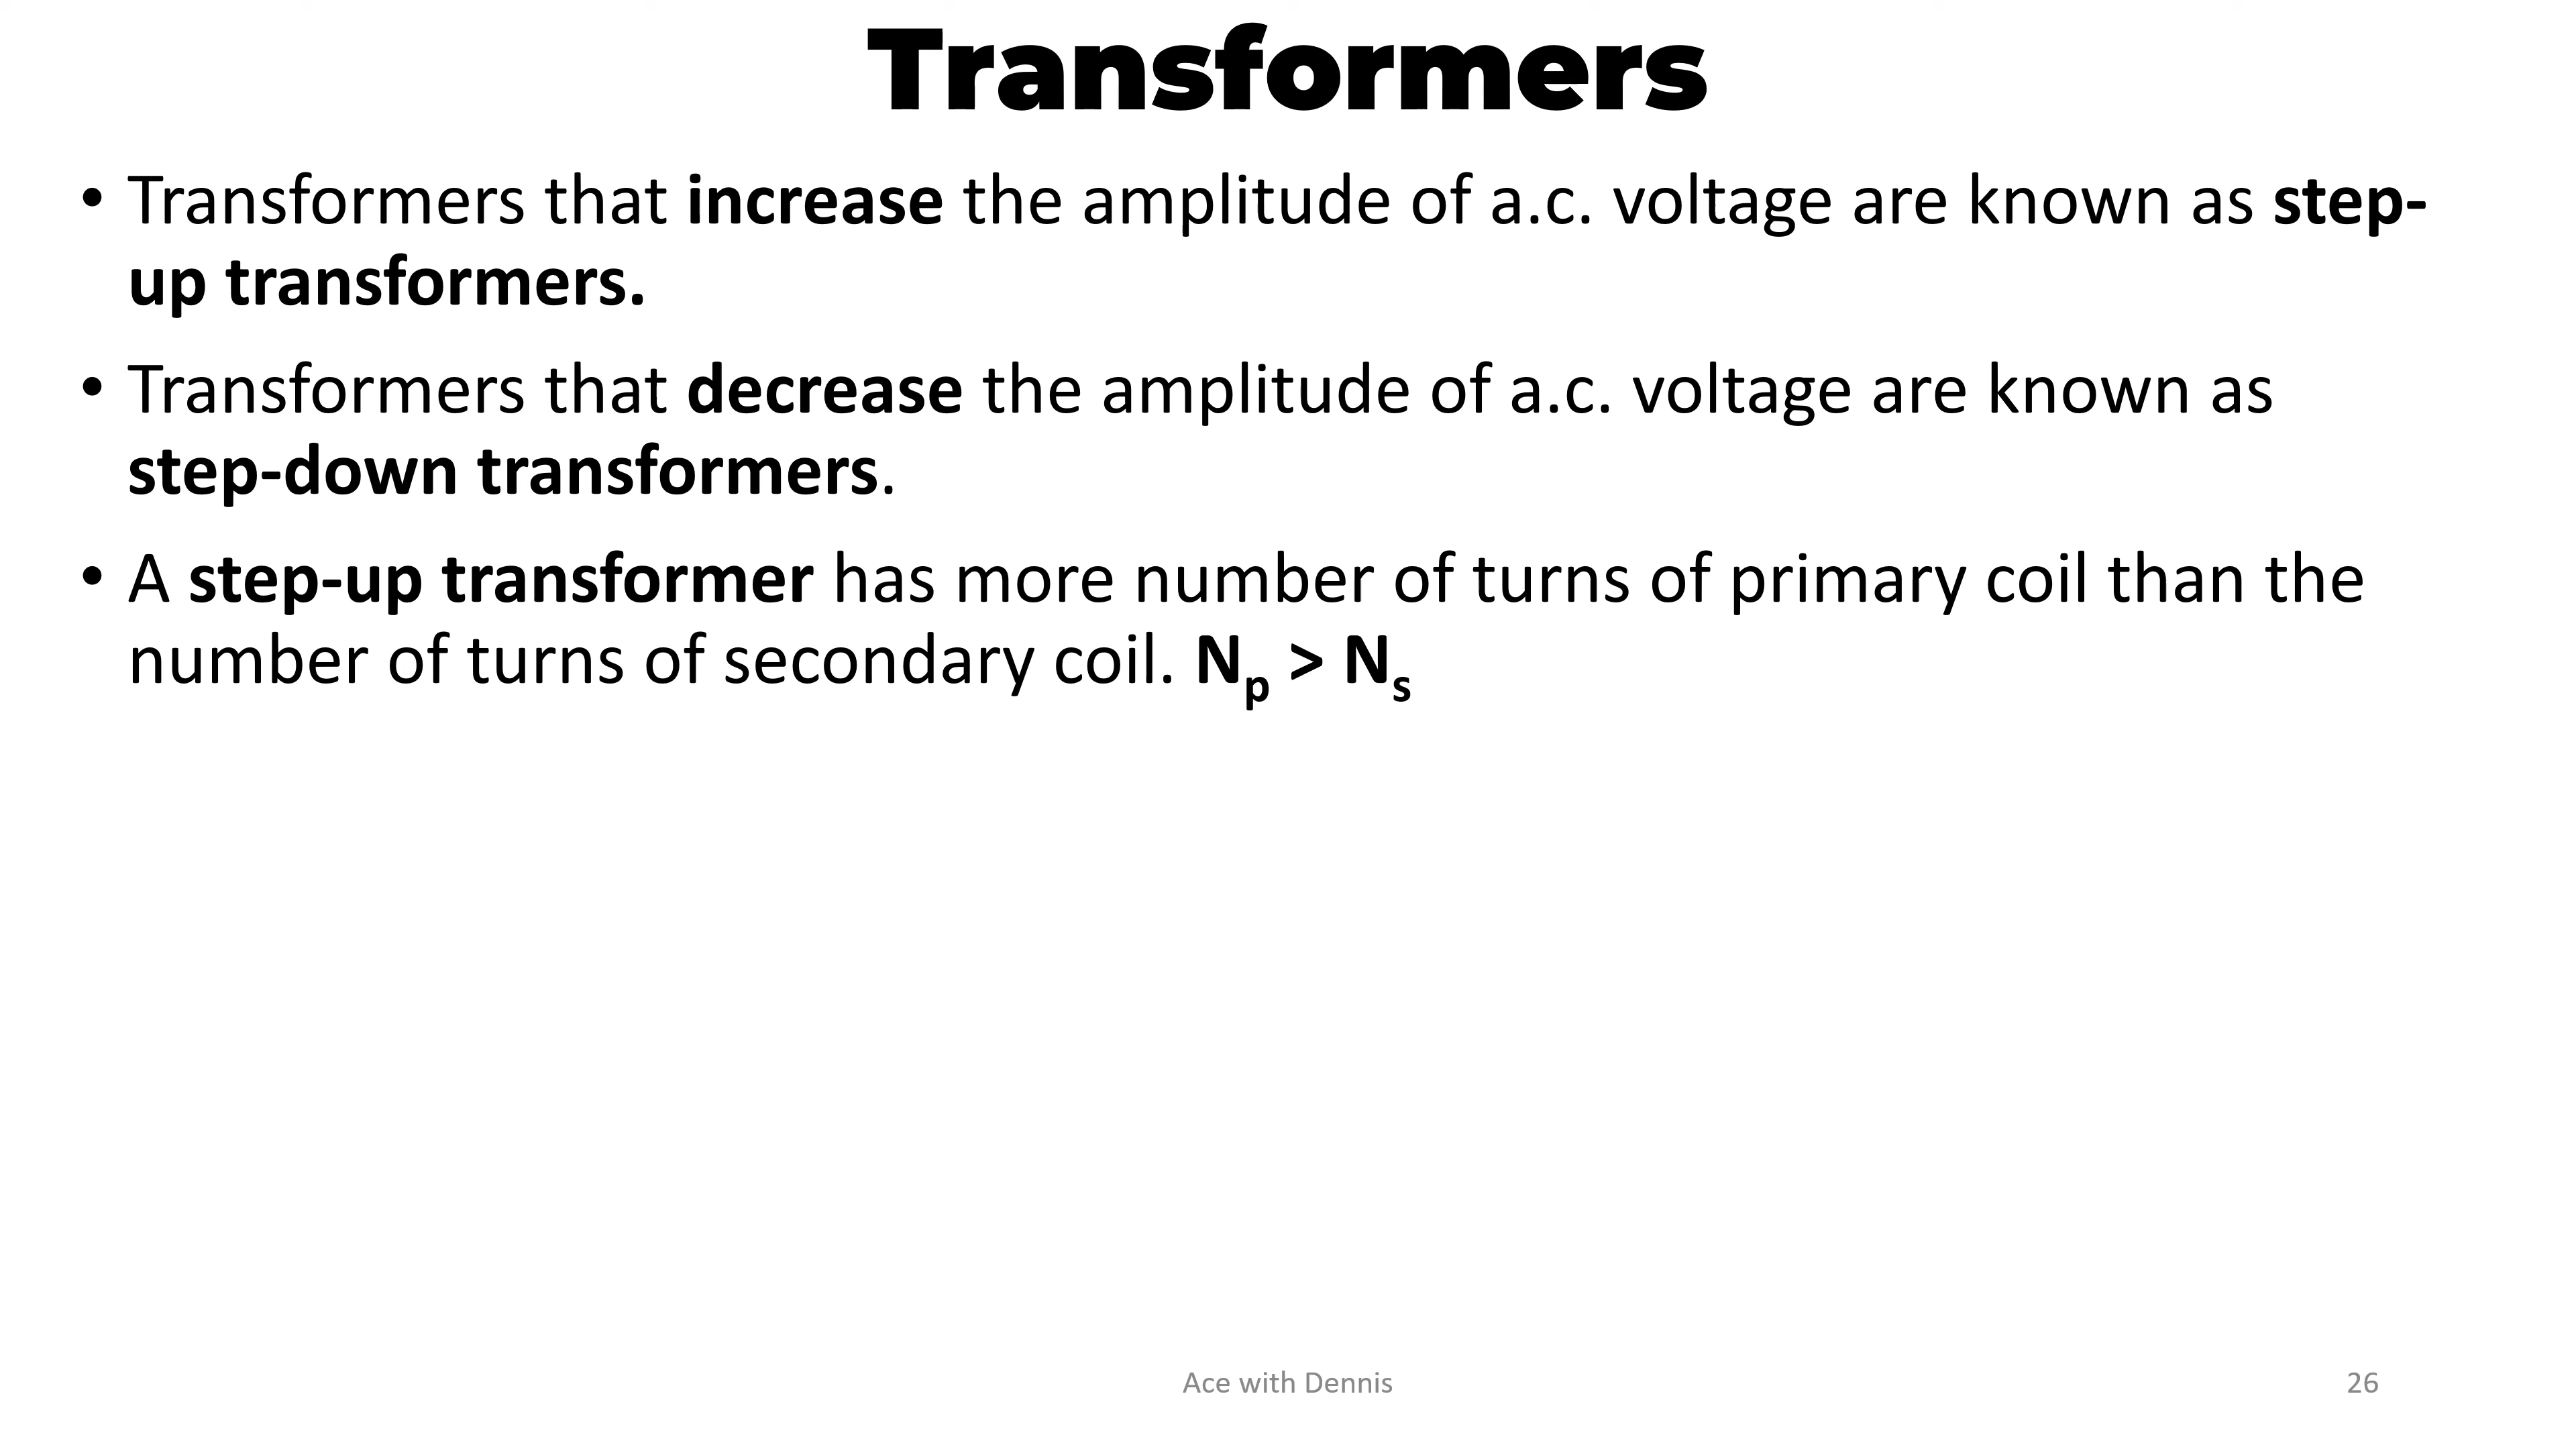 Transformers
• Transformers that increase the amplitude of a.c. voltage are known as step-
up transformers.
• Transformers that decrease the amplitude of a.c. voltage are known as
step-down transformers.
• A step-up transformer has more number of turns of primary coil than the
number of turns of secondary coil. Np > Ns
Ace with Dennis
26